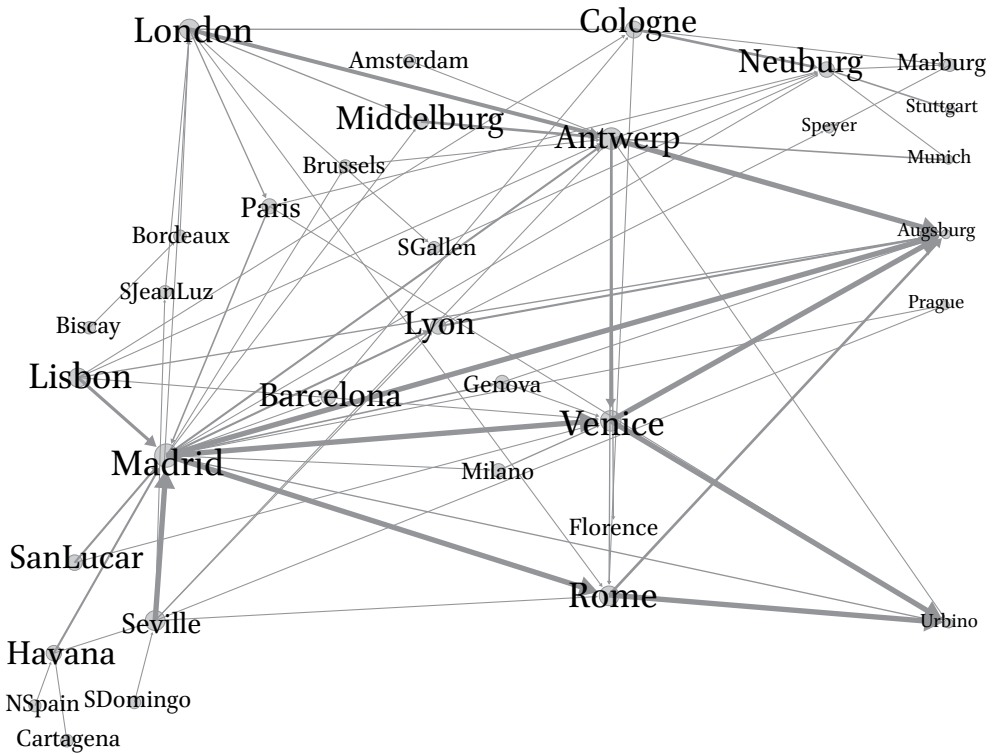 London
Cologne
Amsterdam
Neuburg
Marburg
Stuttgart
Middelburg
Speyer
Antwerp
Munich
Brussels
Paris
Bordeaux
SGallen
Augsburg
SJeanLuz
Prague
Biscay
Lyon
Lisbon
Genova
Barcelona
Venice
Madrid
Milano
Florence
SanLucar
Rome
Seville
Urbino
Havana
NSpain
SDomingo
Cartagena